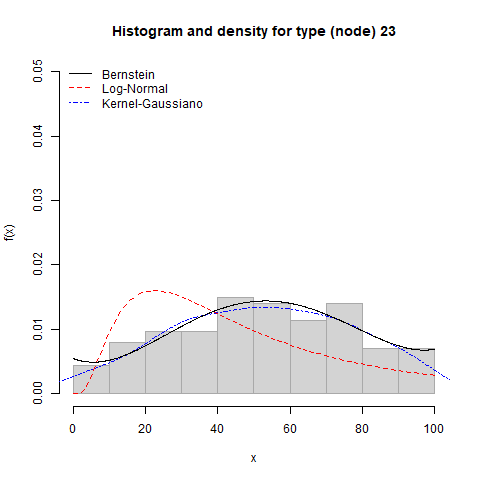 Histogram and density for type (node) 23
Bernstein
Log-Normal
Kernel-Gaussiano
f(x)
0.05
0.04
0.03
0.02
0.01
0.00
0 20 40 60 80 100
x